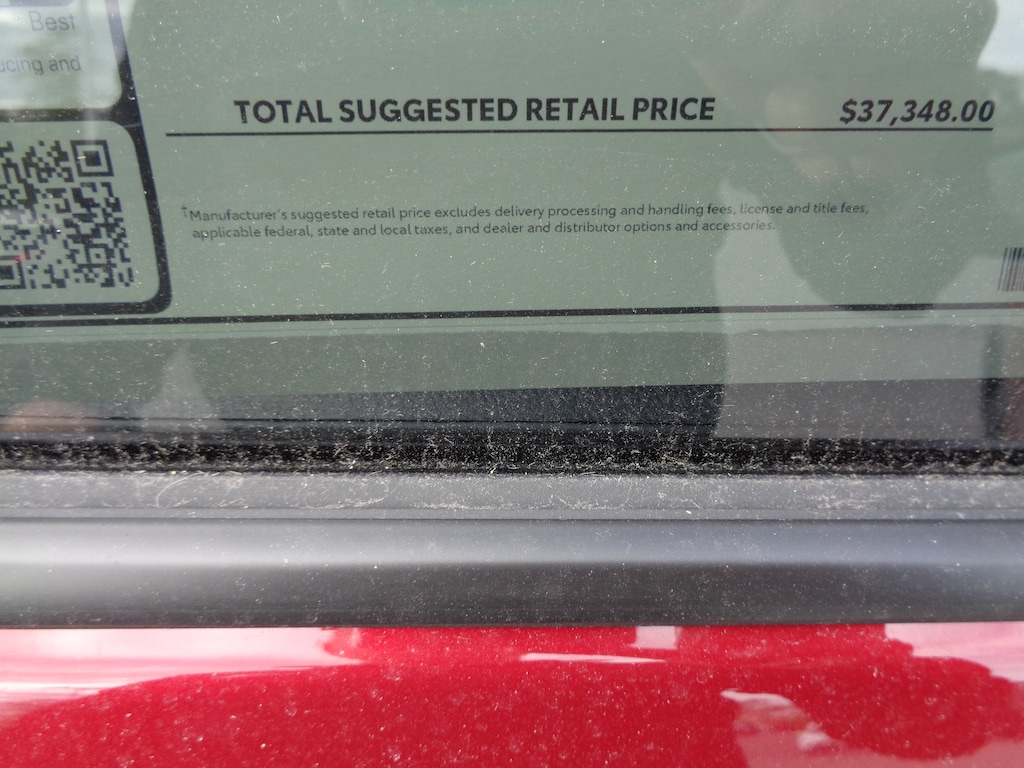 Best
ucing and
TOTAL SUGGESTED RETAIL PRICE $37,348.00
†Manufacturer's suggested retail price excludes delivery processing and handling fees, license and title fees,
applicable federal, state and local taxes, and dealer and distributor options and accessories.